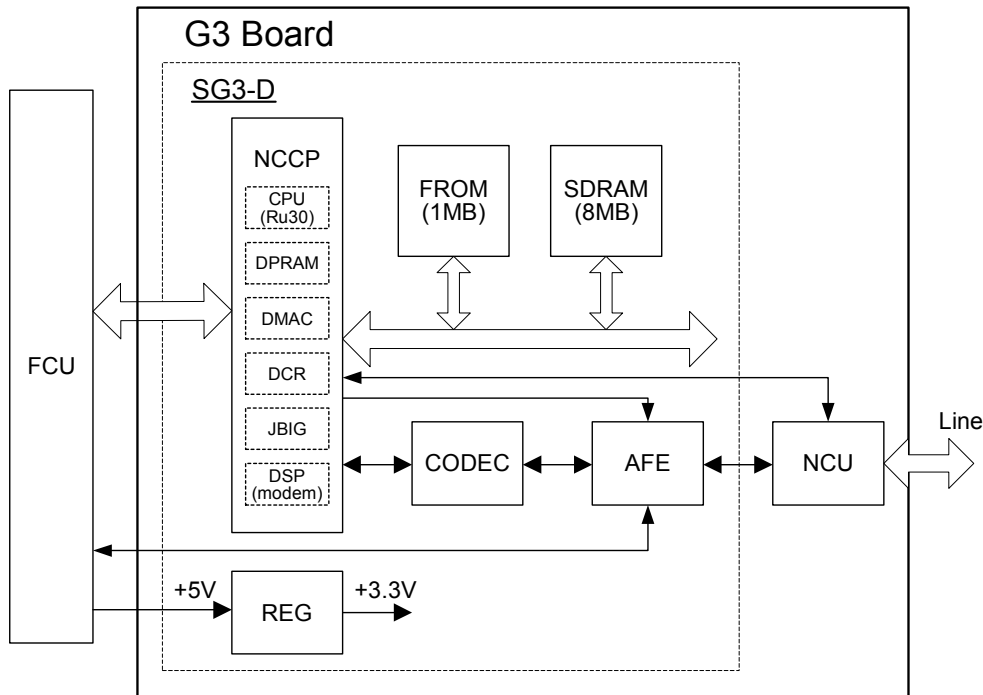 G3 Board
SG3-D
NCCP
CPU
(Ru30)
DPRAM
DMAC
DCR
JBIG
DSP
(modem)
FROM
(1MB)
SDRAM
(8MB)
FCU
CODEC
AFE
NCU
Line
+5V
REG
+3.3V